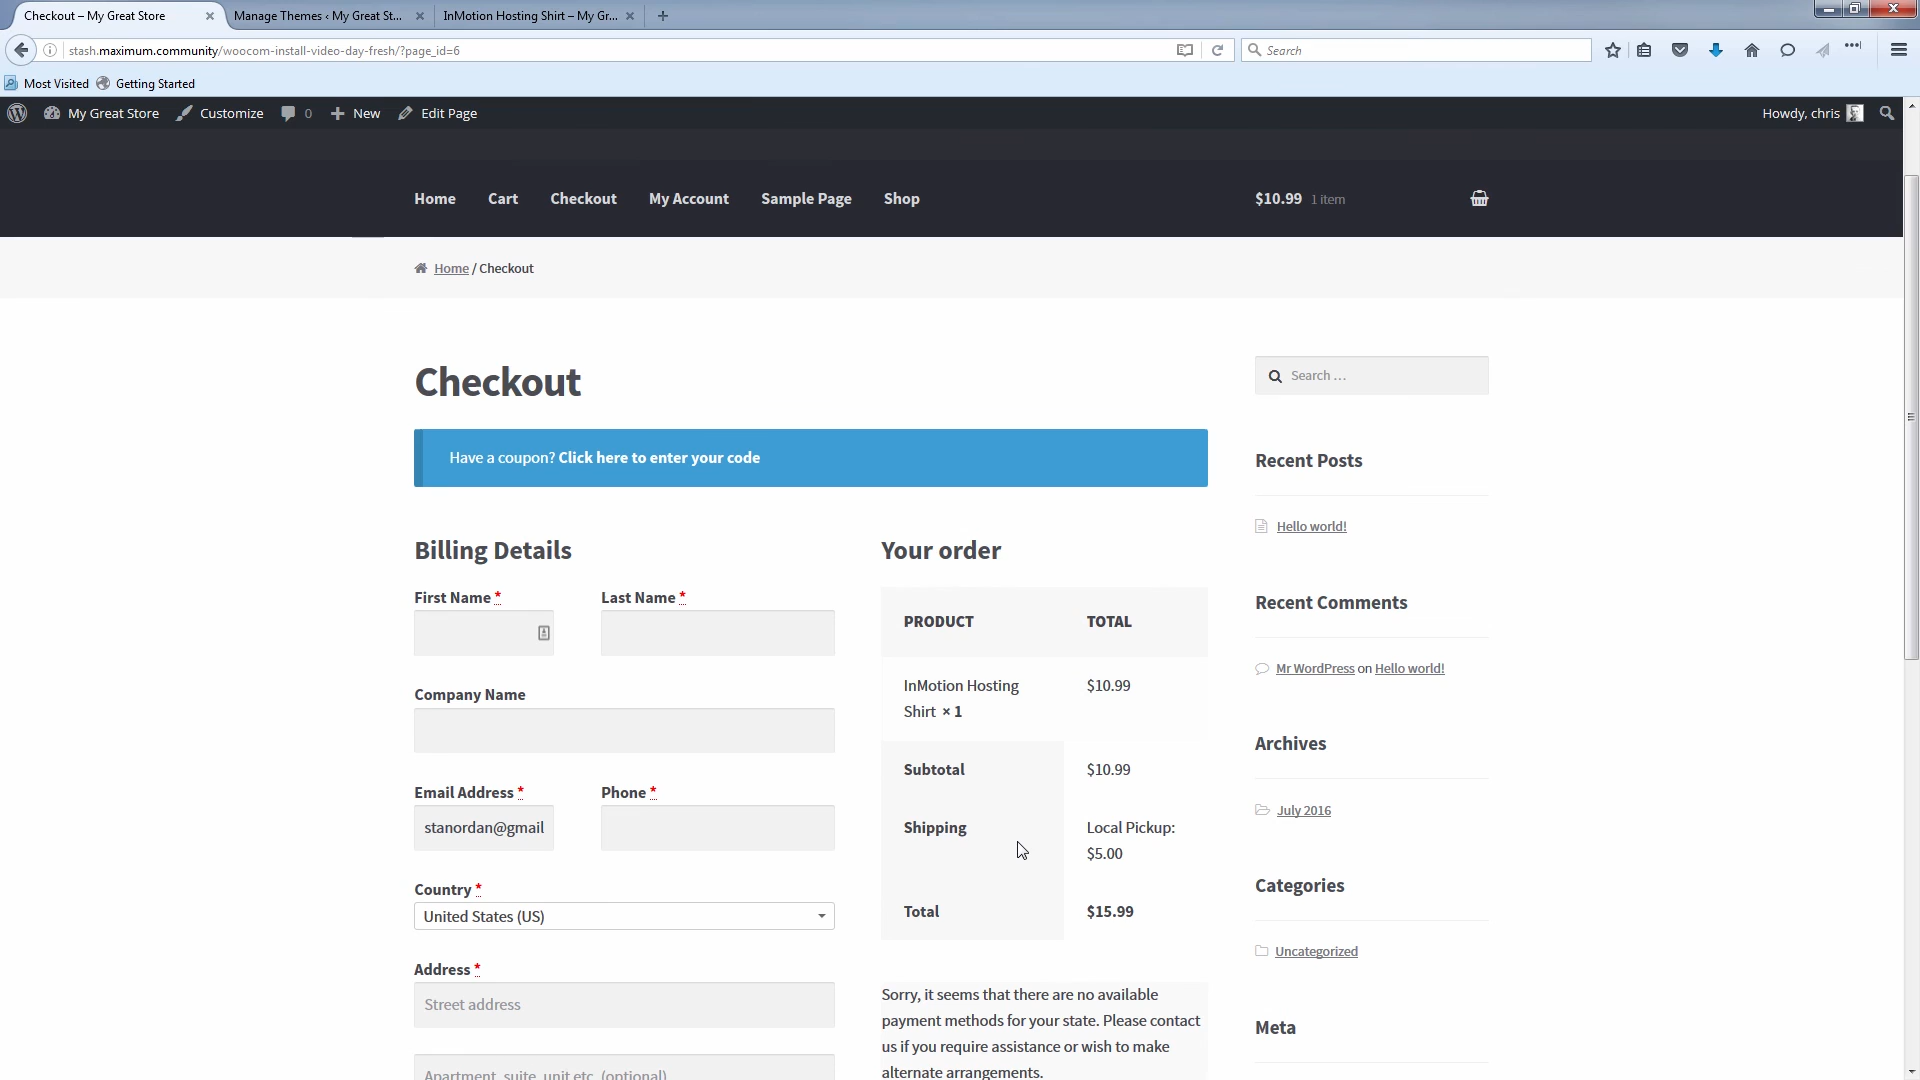 Checkout – My Great Store
Manage Themes ‹ My Great St...
InMotion Hosting Shirt – My Gr...
stash.maximum.community/woocom-install-video-day-fresh/?page_id=6
Search
Most Visited
Getting Started
My Great Store
Customize
0
New
Edit Page
Howdy, chris
Home
Cart
Checkout
My Account
Sample Page
Shop
$10.99 1 item
Home / Checkout
Checkout
Have a coupon? Click here to enter your code
Billing Details
First Name *
Last Name *
Company Name
Email Address *
Phone *
stanordan@gmail
Country *
United States (US)
Address *
Street address
Apartment, suite, unit etc. (optional)
Your order
PRODUCT
TOTAL
InMotion Hosting
Shirt × 1
$10.99
Subtotal
$10.99
Shipping
Local Pickup:
$5.00
Total
$15.99
Sorry, it seems that there are no available
payment methods for your state. Please contact
us if you require assistance or wish to make
alternate arrangements.
Search …
Recent Posts
Hello world!
Recent Comments
Mr WordPress on Hello world!
Archives
July 2016
Categories
Uncategorized
Meta